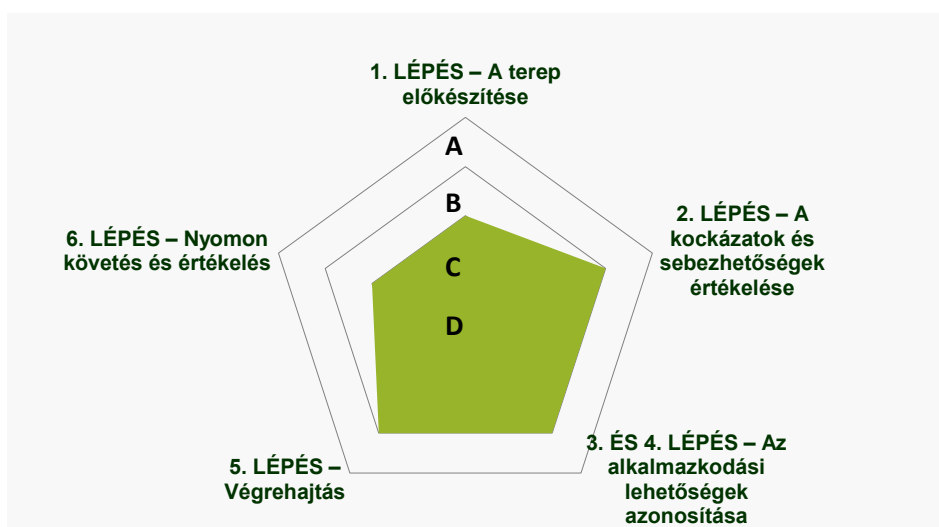 1. LÉPÉS – A terep
előkészítése
A
B
C
D
2. LÉPÉS – A
kockázatok és
sebezhetőségek
értékelése
6. LÉPÉS – Nyomon
követés és értékelés
3. ÉS 4. LÉPÉS – Az
alkalmazkodási
lehetőségek
azonosítása
5. LÉPÉS –
Végrehajtás